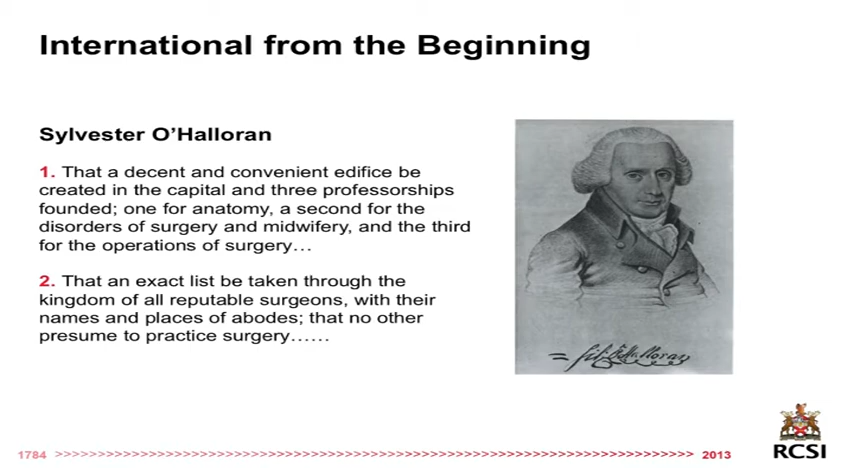 International from the Beginning
Sylvester O'Halloran
1. That a decent and convenient edifice be
created in the capital and three professorships
founded; one for anatomy, a second for the
disorders of surgery and midwifery, and the third
for the operations of surgery…
2. That an exact list be taken through the
kingdom of all reputable surgeons, with their
names and places of abodes; that no other
presume to practice surgery……
RCSI
1784
2013